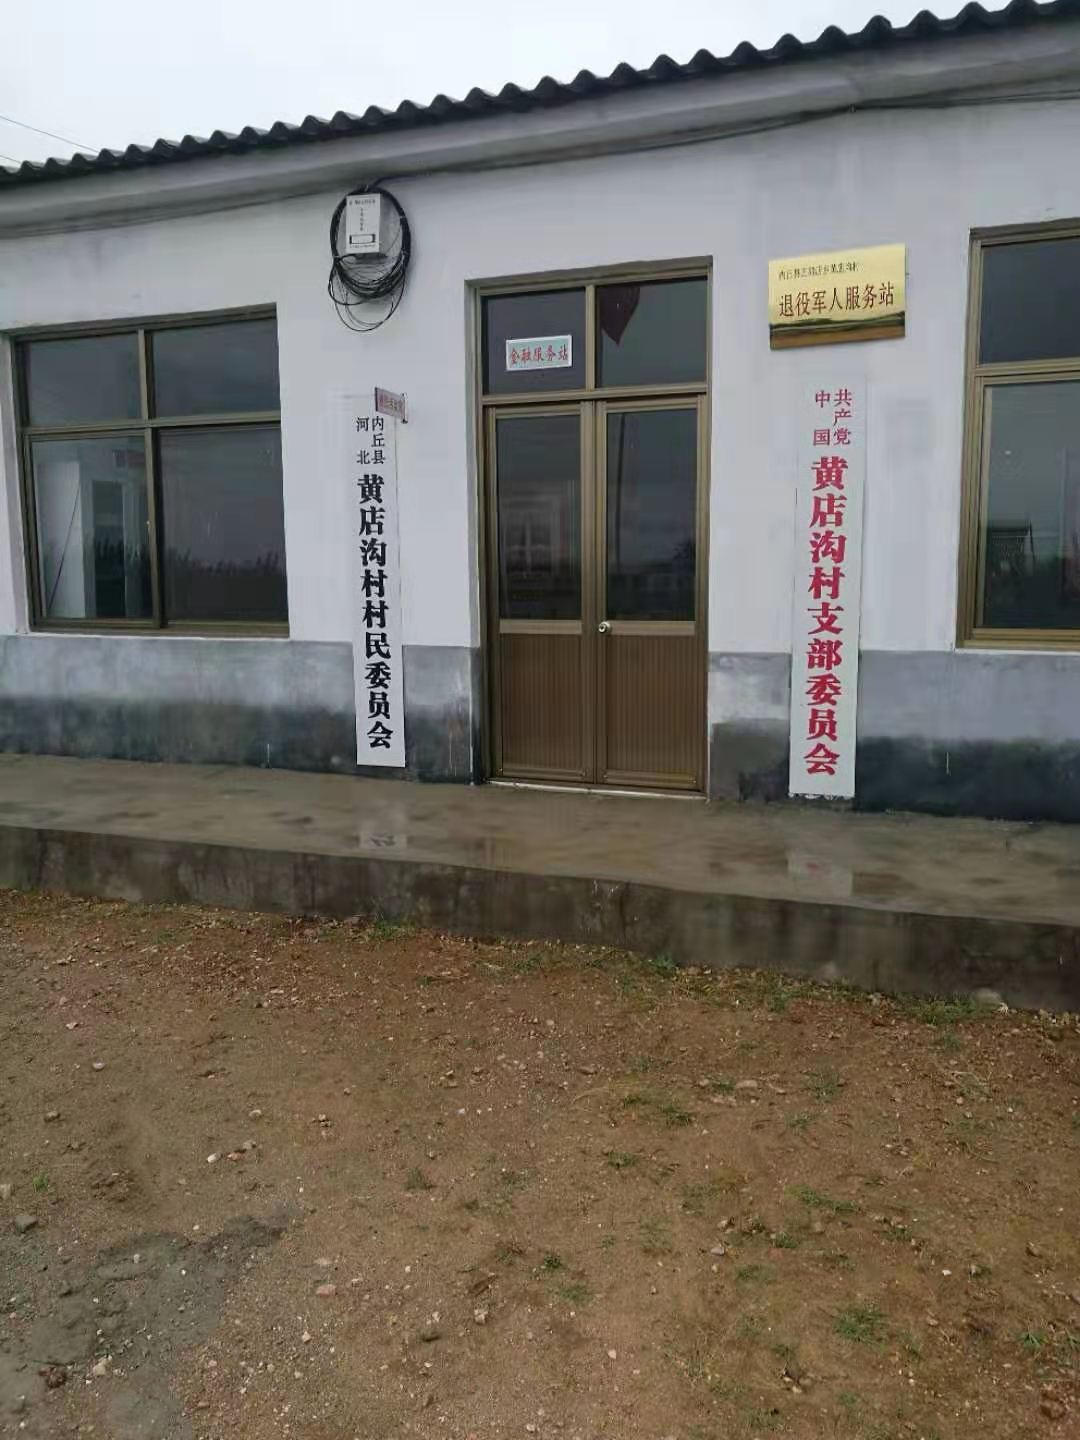 金融服务站
退役军人服务站
河北
内丘县
黄店沟村村民委员会
中国
共产党
黄店沟村支部委员会